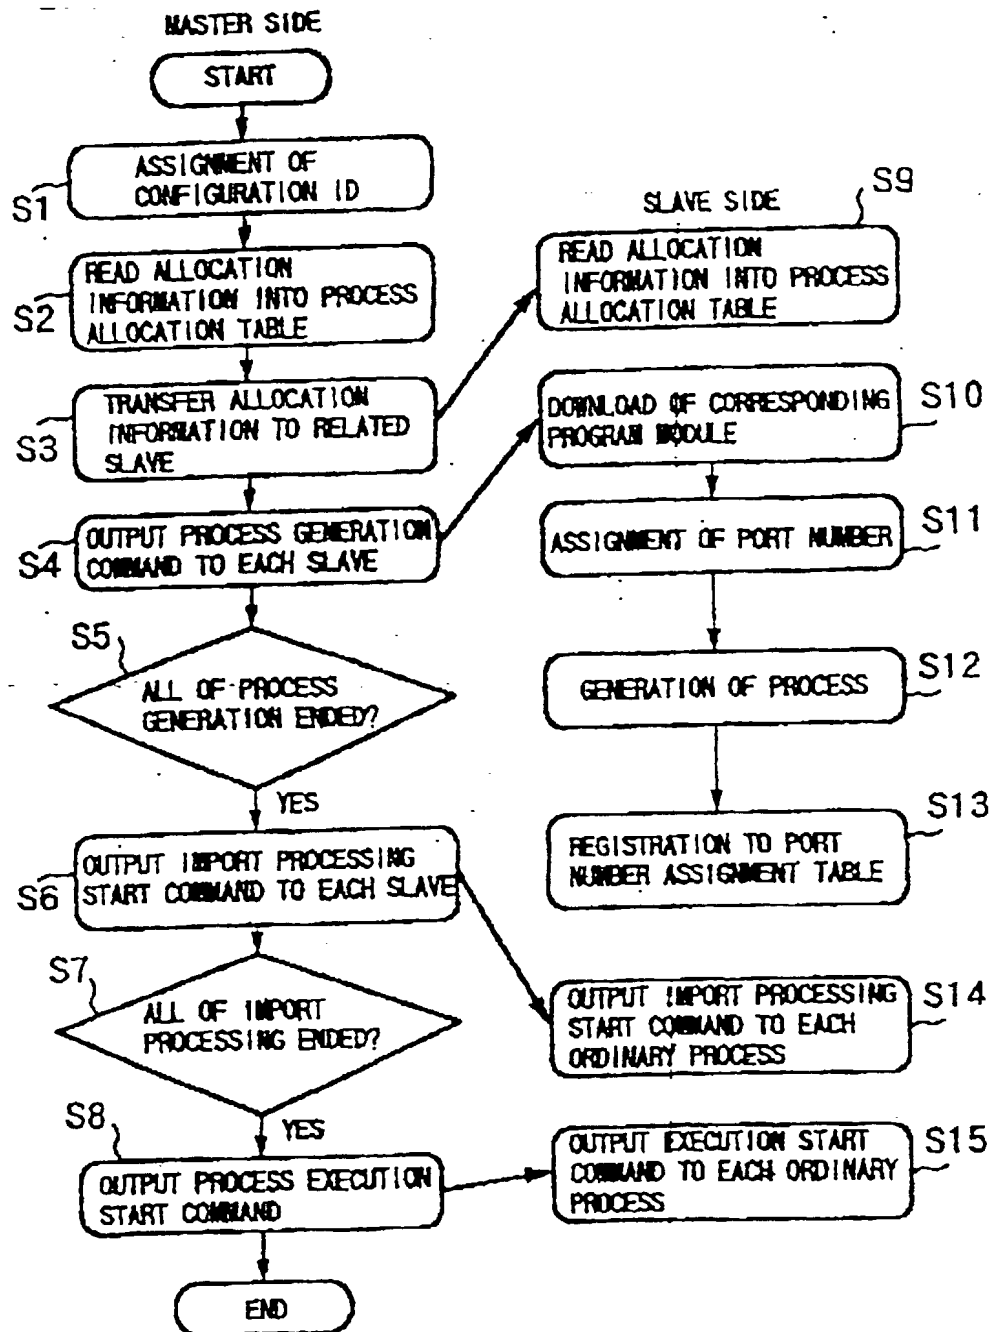 MASTER SIDE
START
ASSIGNMENT OF
CONFIGURATION ID
S1
READ ALLOCATION
INFORMATION INTO PROCESS
ALLOCATION TABLE
S2
TRANSFER ALLOCATION
INFORMATION TO RELATED
SLAVE
S3
OUTPUT PROCESS GENERATION
COMMAND TO EACH SLAVE
S4
S5
ALL OF PROCESS
GENERATION ENDED?
YES
OUTPUT IMPORT PROCESSING
START COMMAND TO EACH SLAVE
S6
S7
ALL OF IMPORT
PROCESSING ENDED?
YES
S8
OUTPUT PROCESS EXECUTION
START COMMAND
END
SLAVE SIDE
S9
READ ALLOCATION
INFORMATION INTO PROCESS
ALLOCATION TABLE
DOWNLOAD OF CORRESPONDING
PROGRAM MODULE
S10
ASSIGNMENT OF PORT NUMBER
S11
GENERATION OF PROCESS
S12
REGISTRATION TO PORT
NUMBER ASSIGNMENT TABLE
S13
OUTPUT IMPORT PROCESSING
START COMMAND TO EACH
ORDINARY PROCESS
S14
OUTPUT EXECUTION START
COMMAND TO EACH ORDINARY
PROCESS
S15